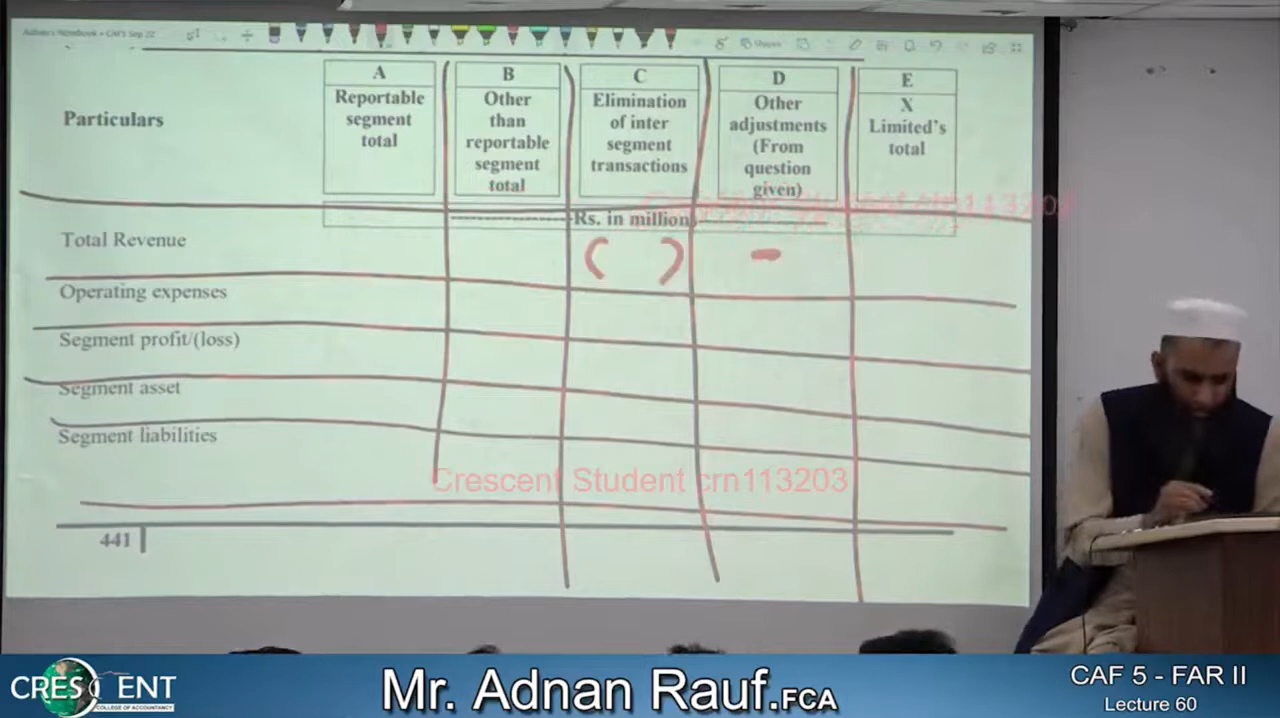 Adnan's Notebook - CAF5 Sep 22
Shapes
A
B
C
D
E
Particulars
Reportable
segment
total
Other
than
reportable
segment
total
Elimination
of inter
segment
transactions
Other
adjustments
(From
question
given)
X
Limited's
total
Rs. in million
Total Revenue
( )
-
Operating expenses
Segment profit/(loss)
Segment asset
Segment liabilities
Crescent Student crn113203
441
CRESCENT
COLLEGE OF ACCOUNTANCY
Mr. Adnan Rauf.FCA
CAF 5 - FAR II
Lecture 60